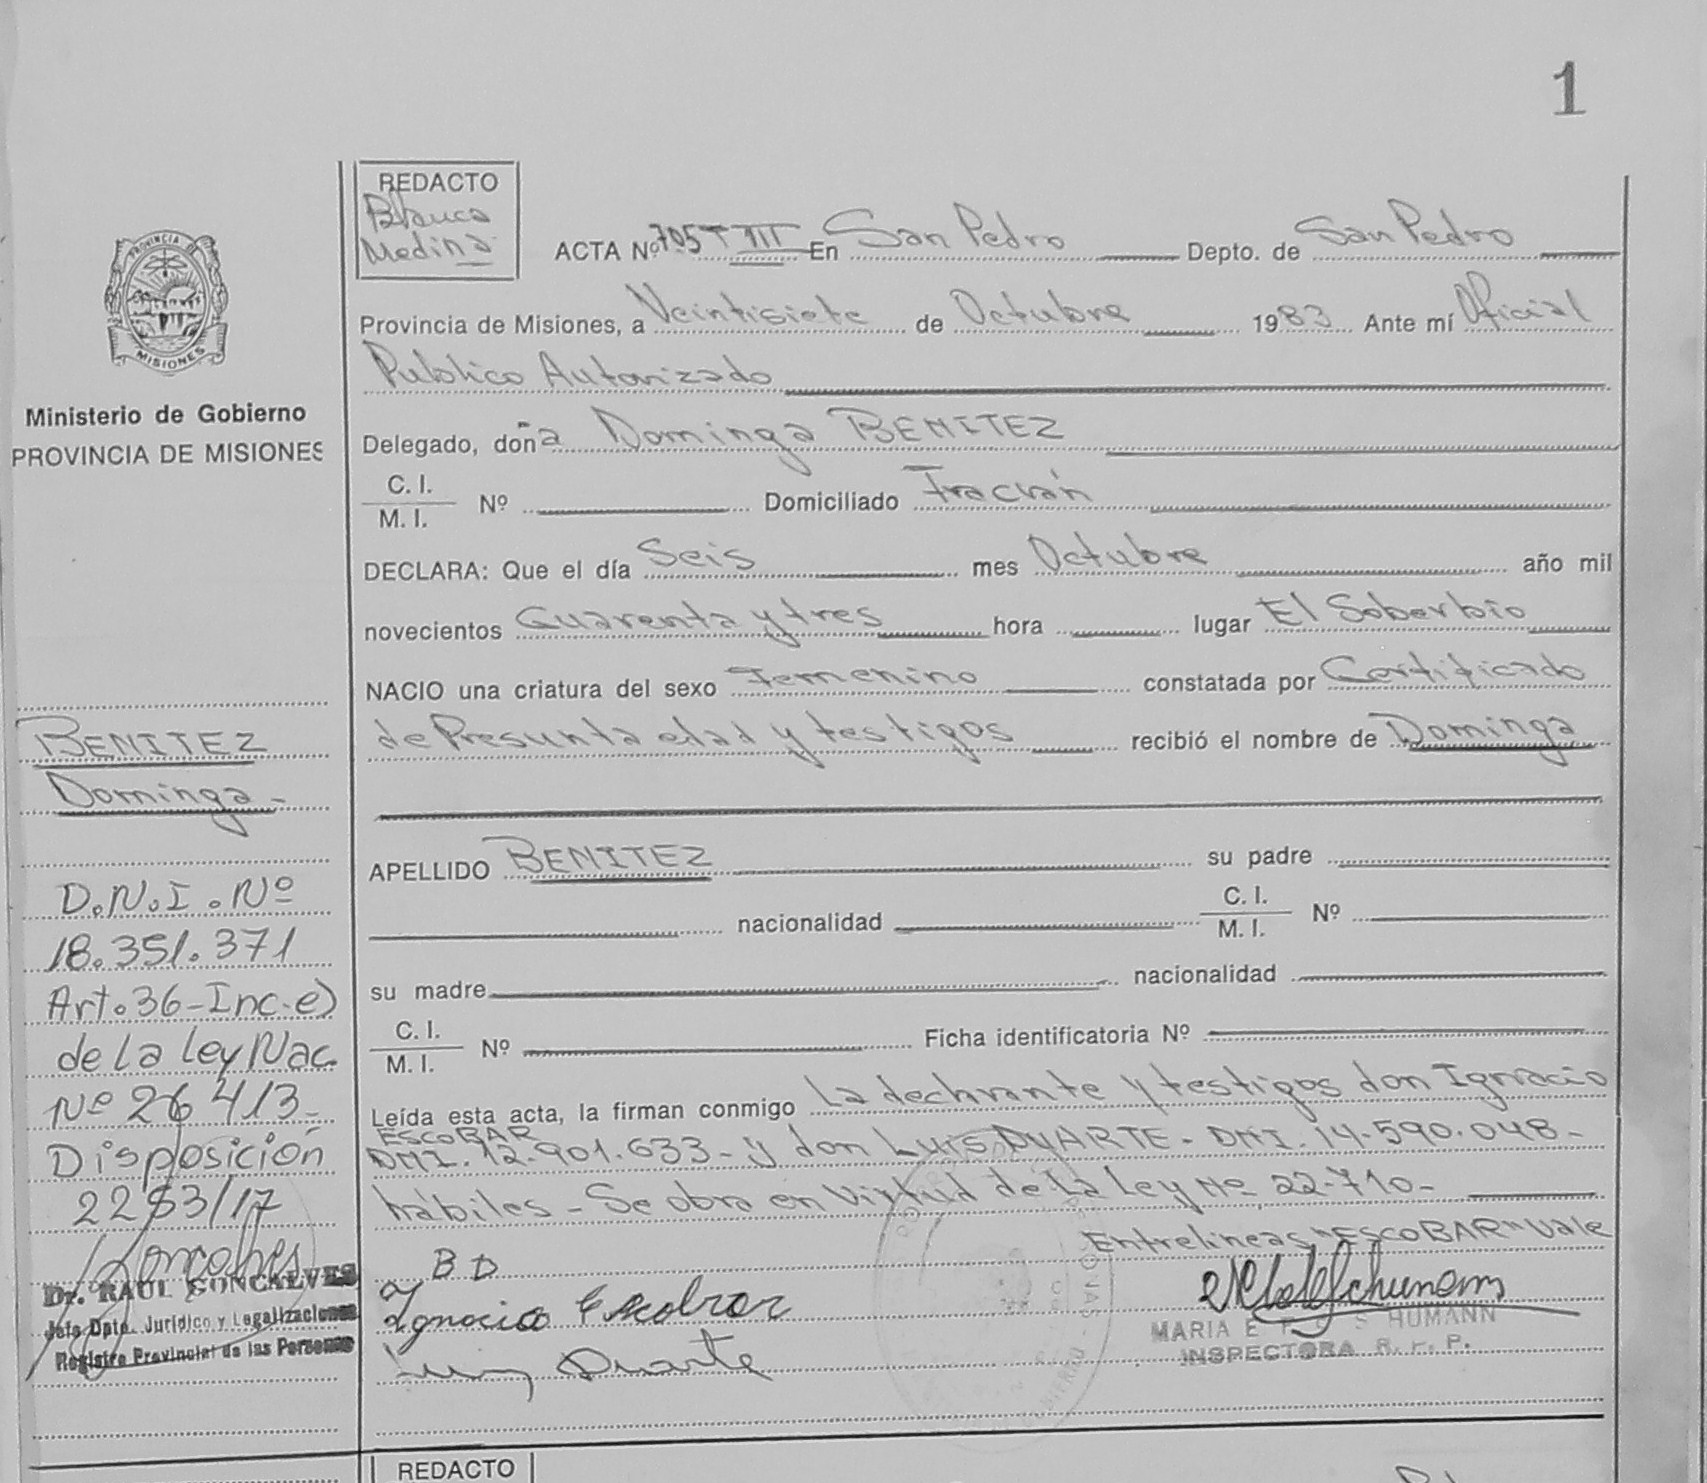 1
REDACTO
Blanca
Medina
ACTA Nº 705 T III En San Pedro Depto. de San Pedro
Provincia de Misiones, a Veintisiete de Octubre 1983 Ante mí Oficial
Publico Autorizado
Delegado, doña Dominga BENITEZ
C. I.
M. I. Nº Domiciliado Fracrán
DECLARA: Que el día Seis mes Octubre año mil
novecientos Cuarenta y tres hora lugar El Soberbio
NACIO una criatura del sexo Femenino constatada por Certificado
de Presunta edad y testigos recibió el nombre de Dominga
APELLIDO BENITEZ su padre
nacionalidad C. I.
M. I. Nº
su madre nacionalidad
C. I.
M. I. Nº Ficha identificatoria Nº
Leída esta acta, la firman conmigo La declarante y testigos don Ignacio
ESCOBAR
DNI. 12.901.633- y don LUIS DUARTE- DNI. 14.590.048-
hábiles - Se obra en virtud de la Ley Nº 22.710-
Entrelineas "ESCOBAR" Vale
B D
Ignacio Escobar
Luis Duarte
MARIA E
HUMANN
INSPECTORA R. P. P.
PROVINCIA DE
MISIONES
Ministerio de Gobierno
PROVINCIA DE MISIONES
BENITEZ
Dominga-
D.N.I. Nº
18.351.371
Art. 36-Inc. e)
de la Ley Nac.
Nº 26413-
Disposición
2253/17
Dr. RAUL GONCALVES
Jefe Dpto. Jurídico y Legalizaciones
Registro Provincial de las Personas
REDACTO